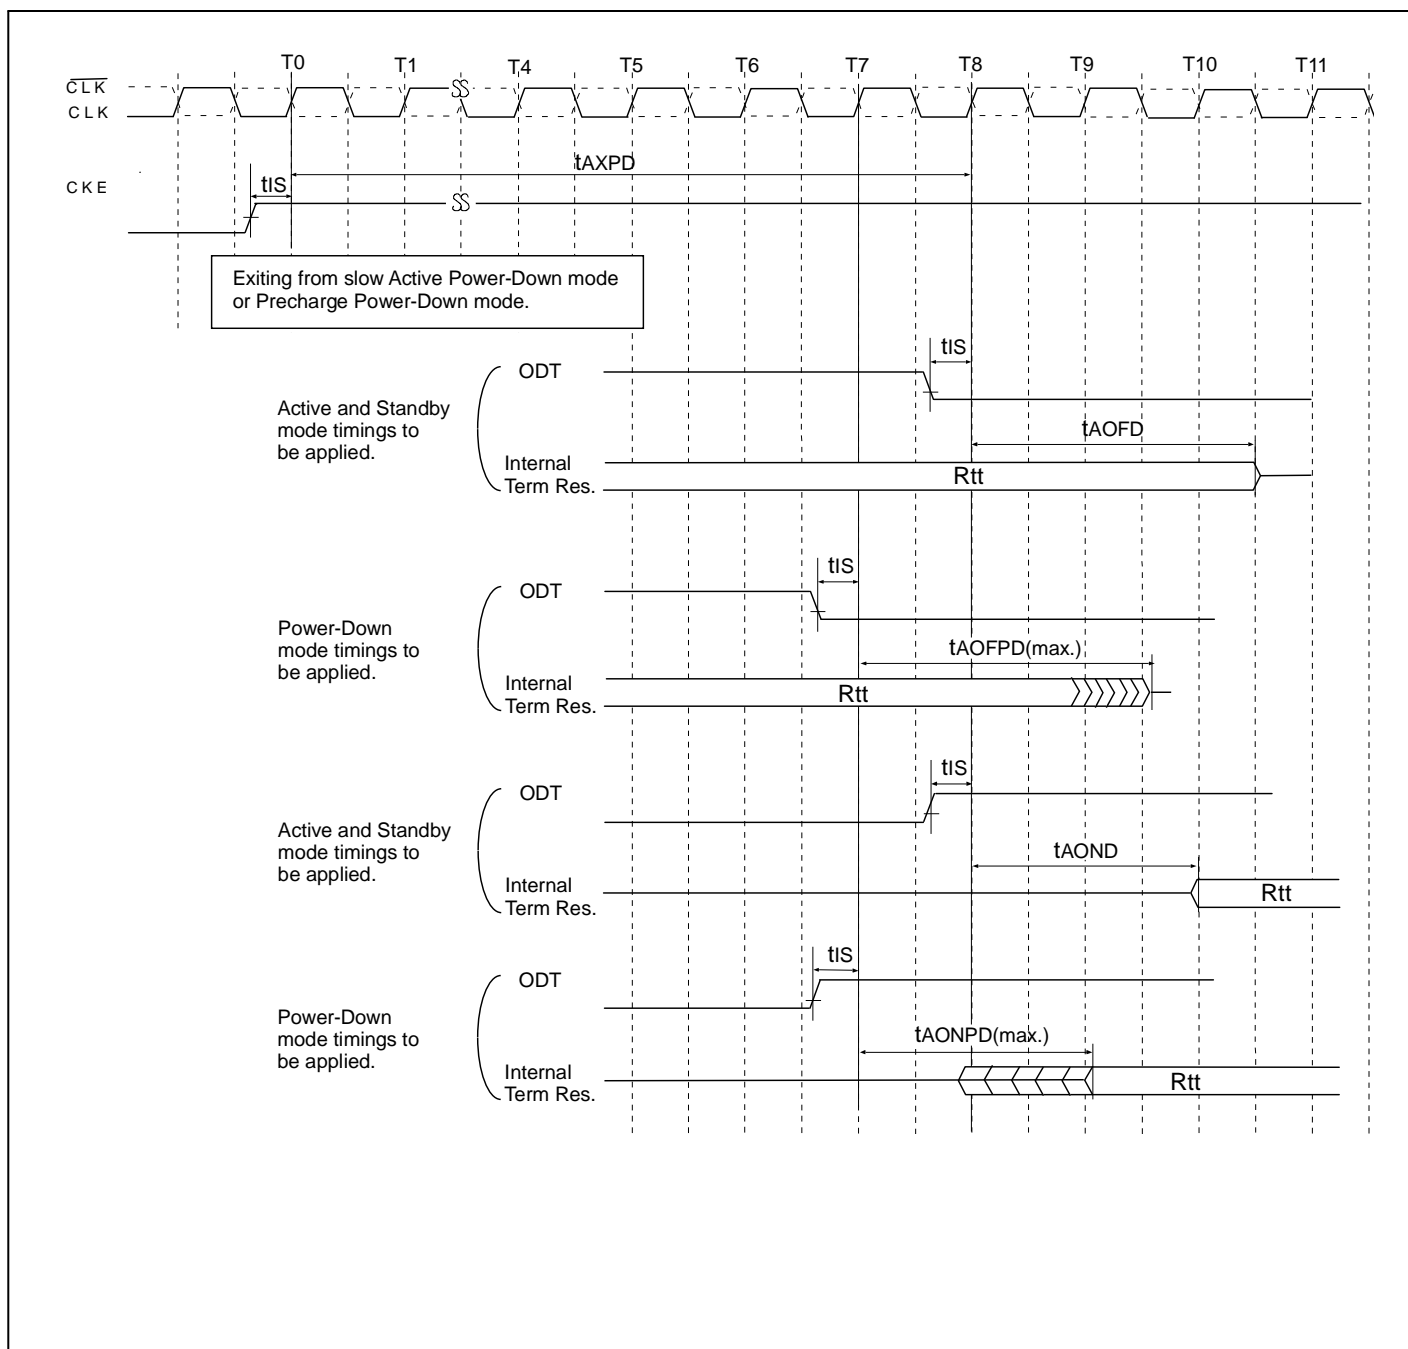 T0 T1 T4 T5 T6 T7 T8 T9 T10 T11
CLK
CLK
tAXPD
CKE
tIS
Exiting from slow Active Power-Down mode
or Precharge Power-Down mode.
tIS
ODT
Active and Standby
mode timings to
be applied.
tAOFD
Internal
Term Res.
Rtt
tIS
ODT
Power-Down
mode timings to
be applied.
tAOFPD(max.)
Internal
Term Res.
Rtt
tIS
ODT
Active and Standby
mode timings to
be applied.
tAOND
Internal
Term Res.
Rtt
tIS
ODT
Power-Down
mode timings to
be applied.
tAONPD(max.)
Internal
Term Res.
Rtt